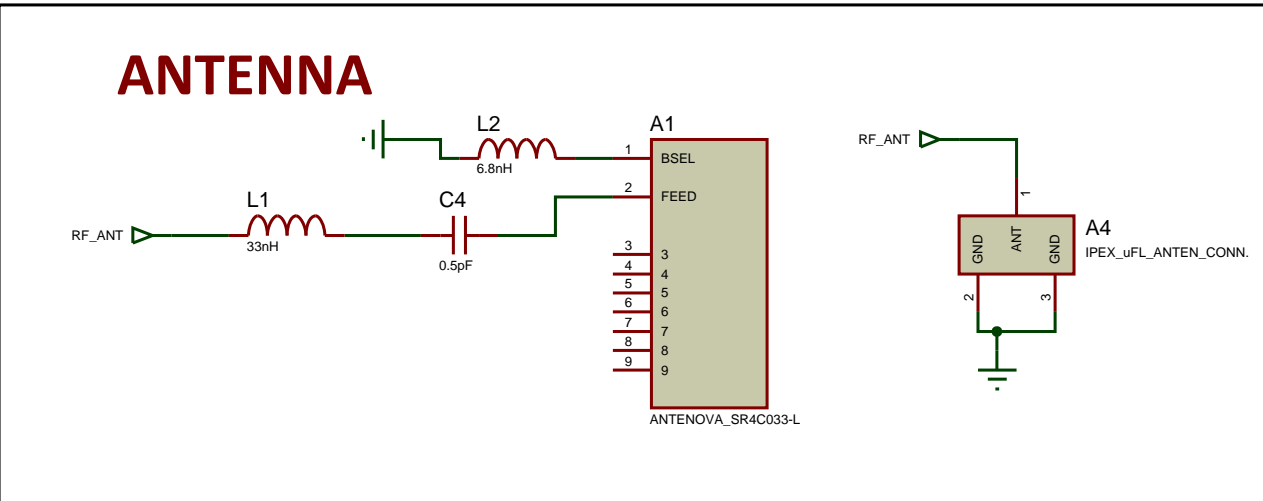 ANTENNA
L2
6.8nH
A1
1
BSEL
2
FEED
L1
33nH
C4
0.5pF
RF_ANT
3
3
4
4
5
5
6
6
7
7
8
8
9
9
ANTENOVA_SR4C033-L
RF_ANT
1
GND
ANT
GND
A4
IPEX_uFL_ANTEN_CONN.
2
3